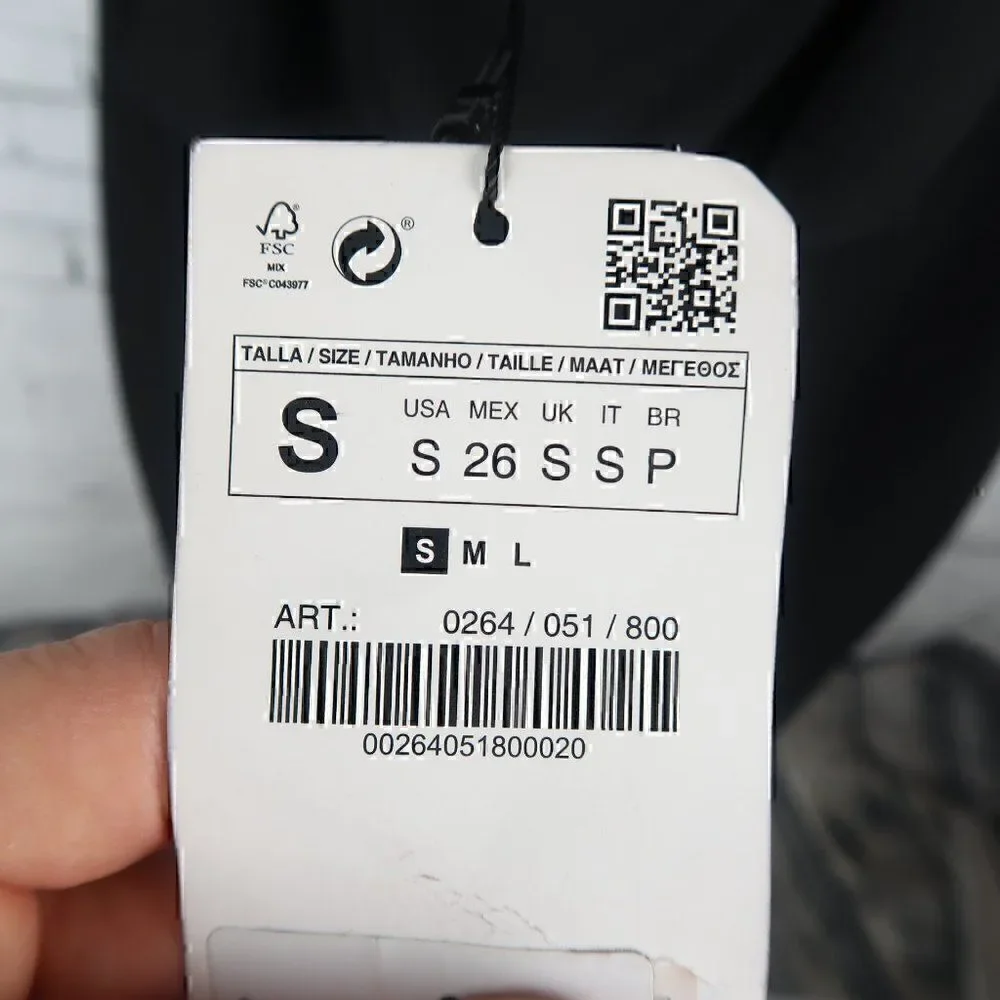 FSC
MIX
FSC® C043977
®
TALLA / SIZE / TAMANHO / TAILLE / MAAT / ΜΕΓΕΘΟΣ
S
USA MEX UK IT BR
S 26 S S P
S M L
ART.: 0264 / 051 / 800
00264051800020